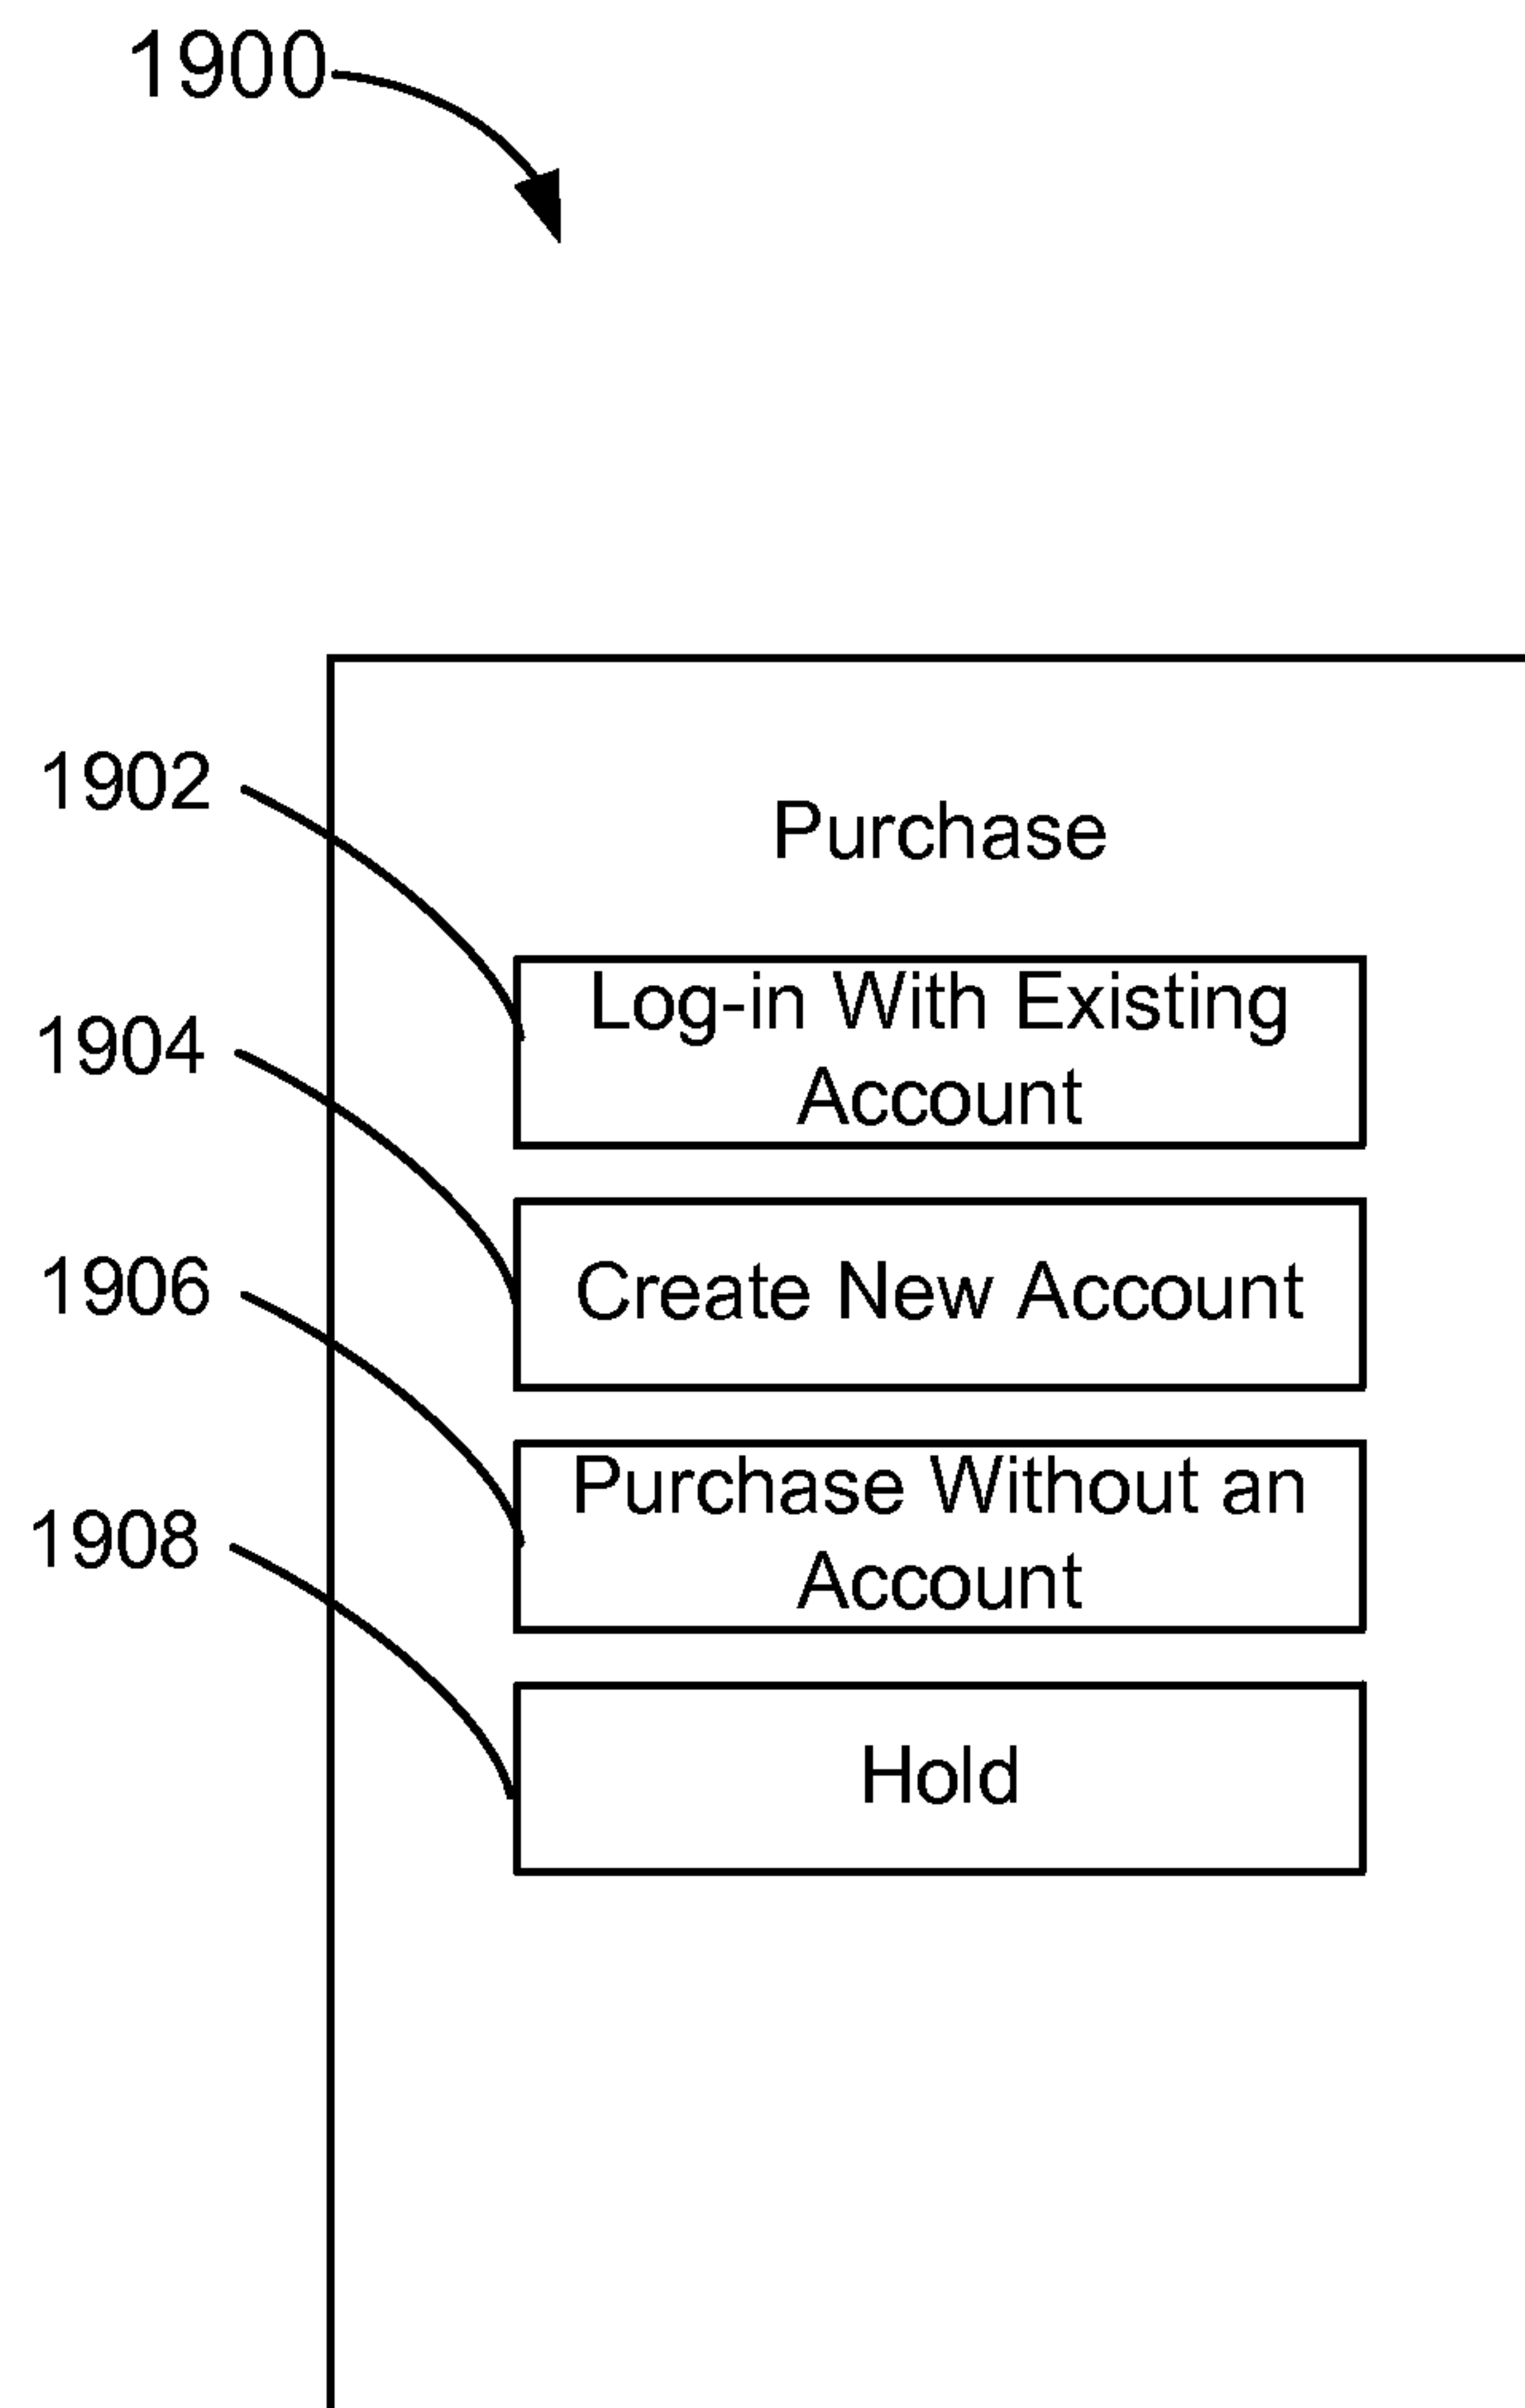 1900
1902
Purchase
Log-in With Existing
Account
1904
Create New Account
1906
Purchase Without an
Account
1908
Hold